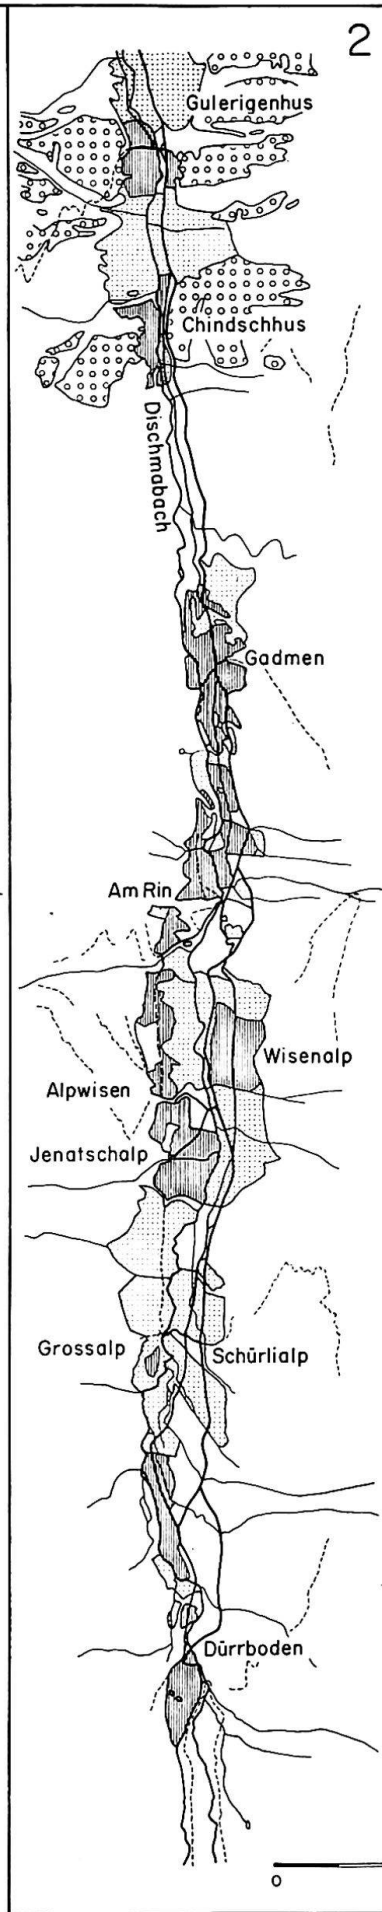 2
Gulerigenhus
Chindschhus
Dischmabach
Gadmen
Am Rin
Wisenalp
Alpwisen
Jenatschalp
Grossalp
Schürlialp
Dürrboden
0